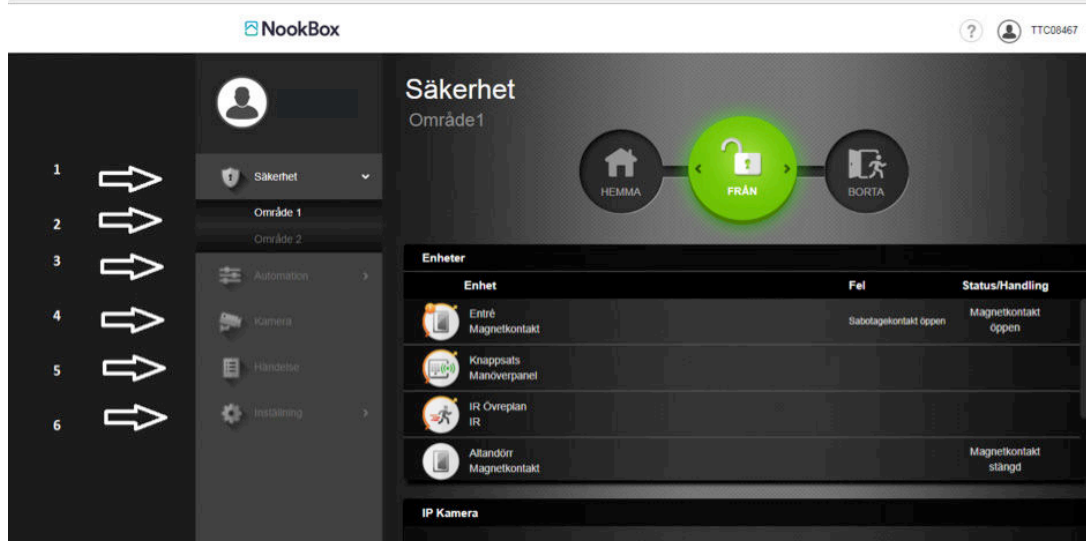 NookBox
? TTC08467
Säkerhet
Område1
HEMMA
FRÅN
BORTA
1
Säkerhet
2
Område 1
Område 2
3
Automation
4
Kamera
5
Händelse
6
Inställning
Enheter
Enhet Fel Status/Handling
Entré
Magnetkontakt
Sabotagekontakt öppen
Magnetkontakt
öppen
Knappsats
Manöverpanel
IR Övreplan
IR
Altandörr
Magnetkontakt
Magnetkontakt
stängd
IP Kamera